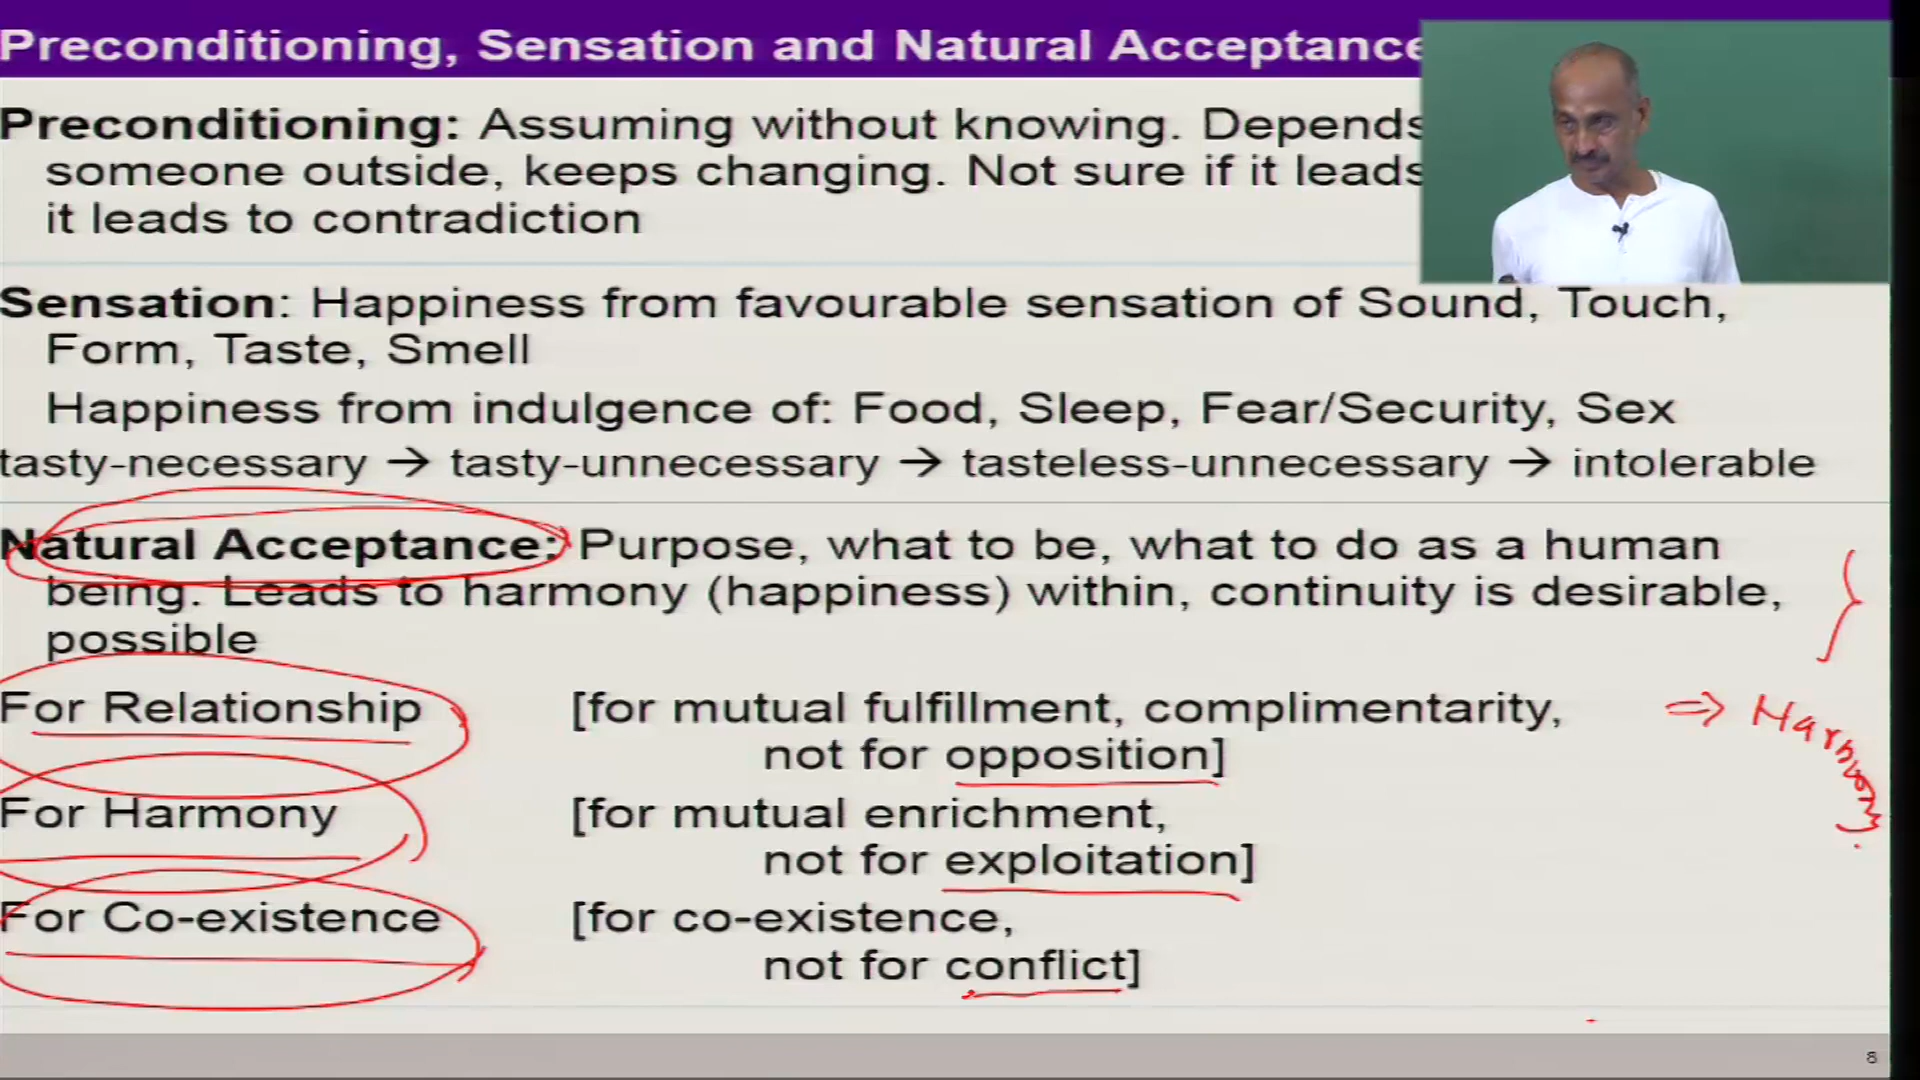 Preconditioning, Sensation and Natural Acceptance
Preconditioning: Assuming without knowing. Depends
someone outside, keeps changing. Not sure if it leads
it leads to contradiction
Sensation: Happiness from favourable sensation of Sound, Touch,
Form, Taste, Smell
Happiness from indulgence of: Food, Sleep, Fear/Security, Sex
tasty-necessary → tasty-unnecessary → tasteless-unnecessary → intolerable
Natural Acceptance: Purpose, what to be, what to do as a human
being. Leads to harmony (happiness) within, continuity is desirable,
possible
For Relationship [for mutual fulfillment, complimentarity, ⇒ Harmony
not for opposition]
For Harmony [for mutual enrichment,
not for exploitation]
For Co-existence [for co-existence,
not for conflict]
8